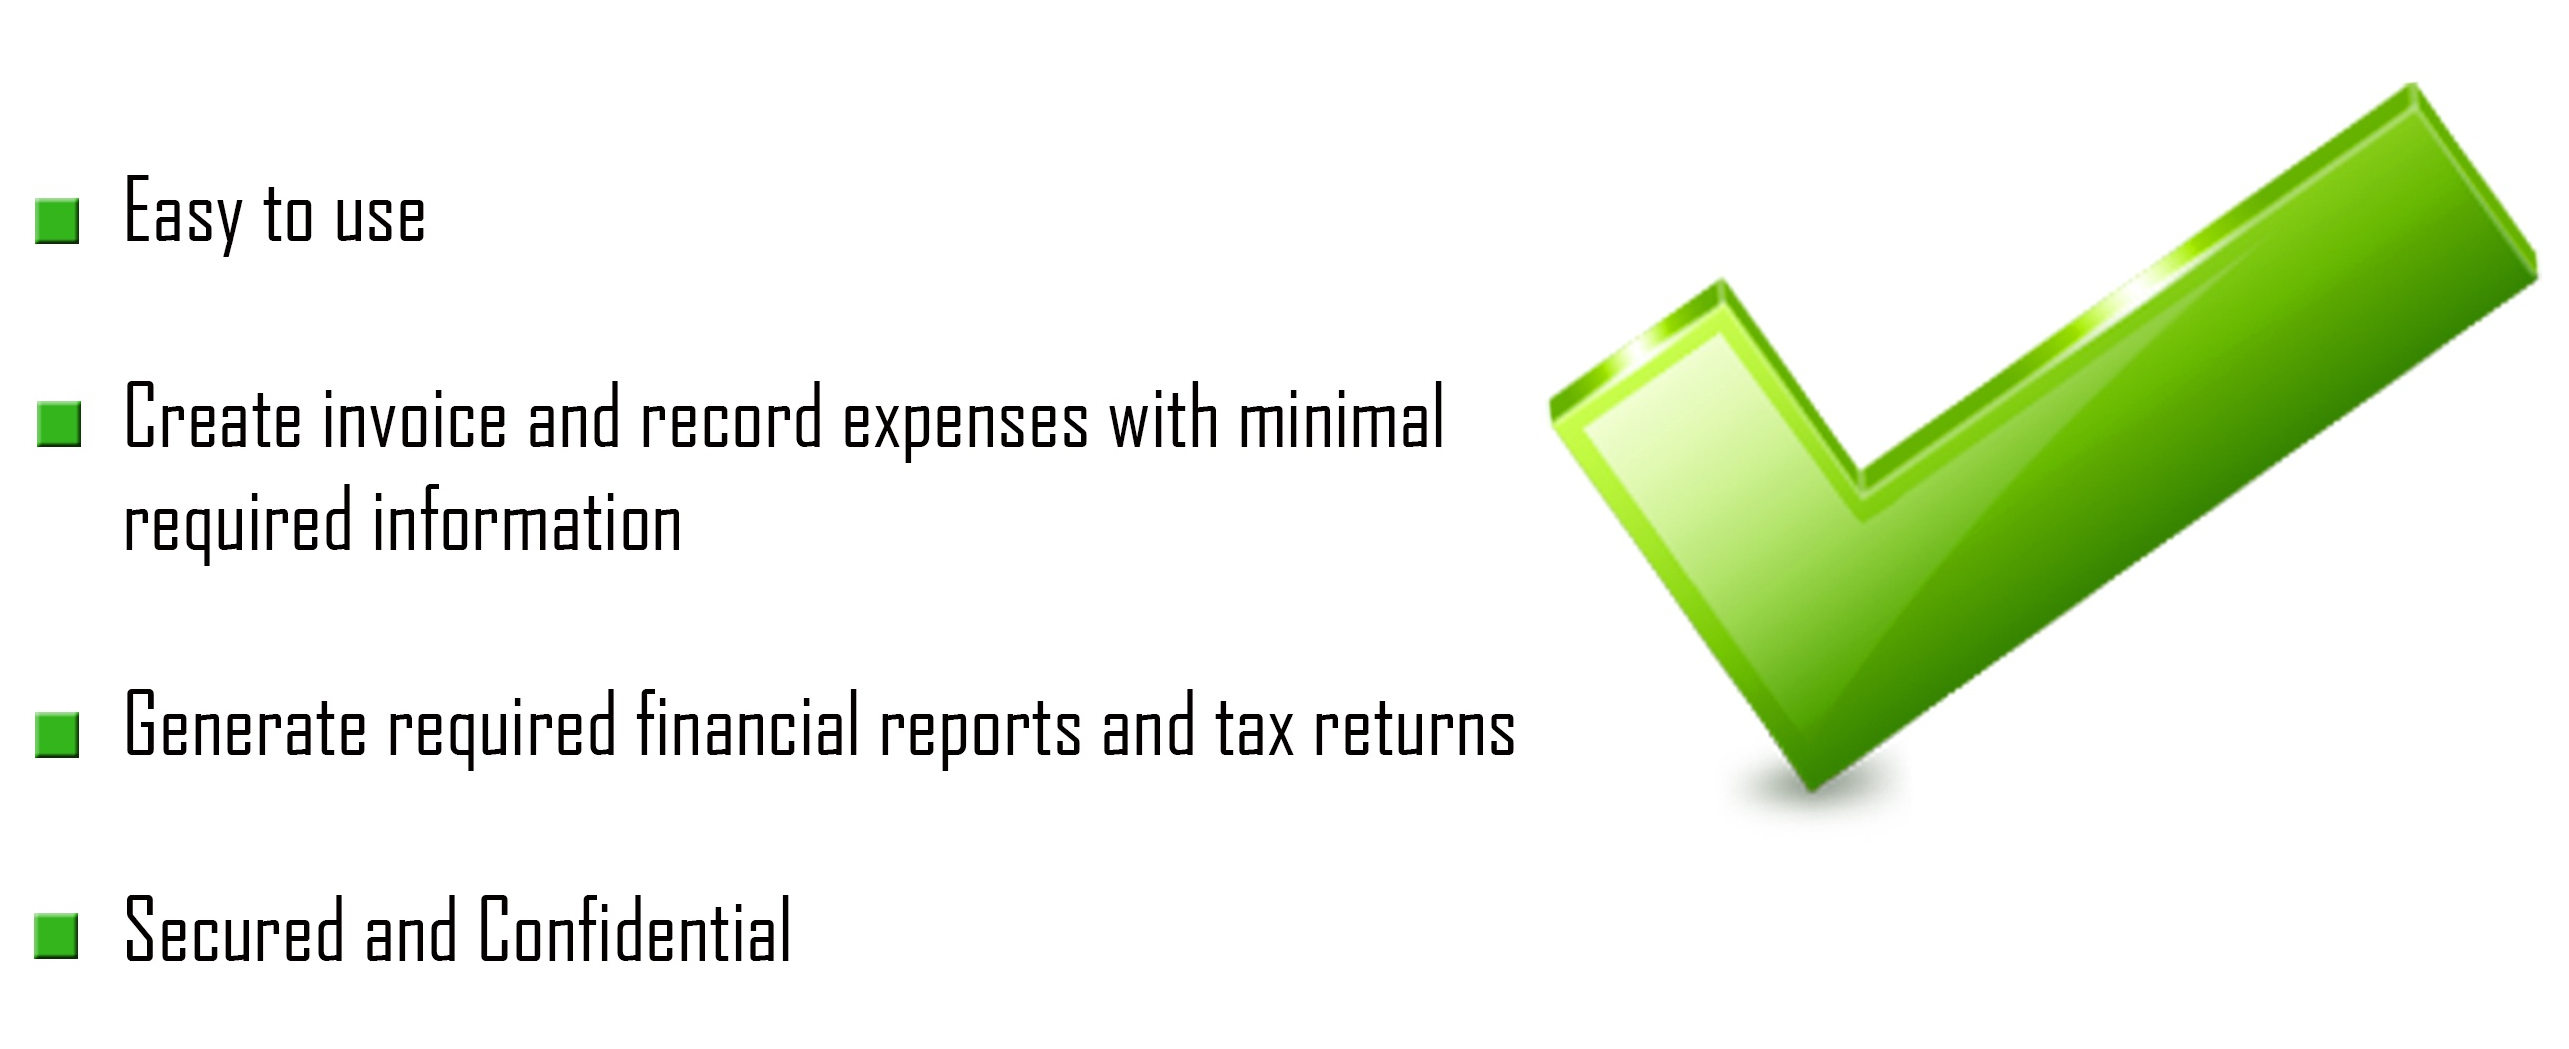 Easy to use
Create invoice and record expenses with minimal
required information
Generate required financial reports and tax returns
Secured and Confidential